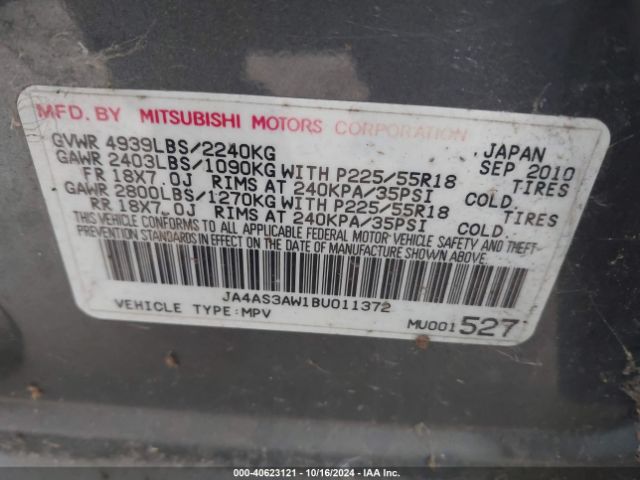 MFD. BY MITSUBISHI MOTORS CORPORATION
GVWR 4939LBS/2240KG JAPAN SEP 2010
GAWR 2403LBS/1090KG WITH P225/55R18 TIRES
FR 18X7.0J RIMS AT 240KPA/35PSI COLD.
GAWR 2800LBS/1270KG WITH P225/55R18 TIRES
RR 18X7.0J RIMS AT 240KPA/35PSI COLD.
THIS VEHICLE CONFORMS TO ALL APPLICABLE FEDERAL MOTOR VEHICLE SAFETY AND THEFT-
PREVENTION STANDARDS IN EFFECT ON THE DATE OF MANUFACTURE SHOWN ABOVE.
JA4AS3AW1BU011372
VEHICLE TYPE:MPV MU001527
000-40623121 - 10/16/2024 - IAA Inc.